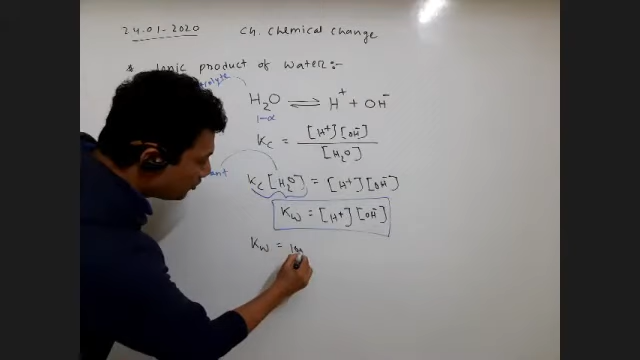 24.01-2020 Ch. Chemical Change
* Ionic product of water:-
H₂O ⇌ H⁺ + OH⁻
1-α
Kc = [H⁺][OH⁻] / [H₂O]
Kc [H₂O] = [H⁺][OH⁻]
Kw = [H⁺][OH⁻]
Kw =